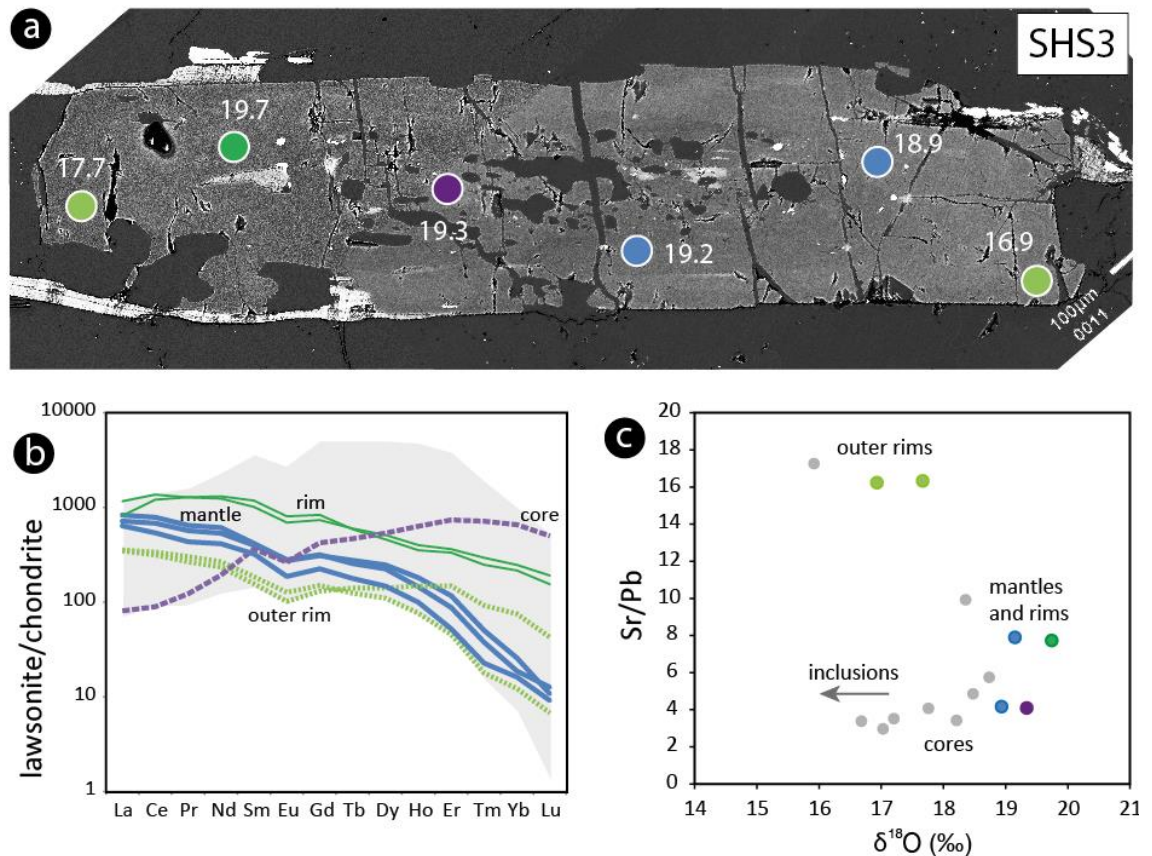 a
SHS3
19.7
17.7
18.9
19.3
19.2
16.9
100µm
0011
b
10000
1000
100
10
1
lawsonite/chondrite
rim
mantle
core
outer rim
La Ce Pr Nd Sm Eu Gd Tb Dy Ho Er Tm Yb Lu
c
20
18
16
14
12
10
8
6
4
2
0
Sr/Pb
outer rims
mantles
and rims
inclusions
cores
14 15 16 17 18 19 20 21
δ¹⁸O (‰)